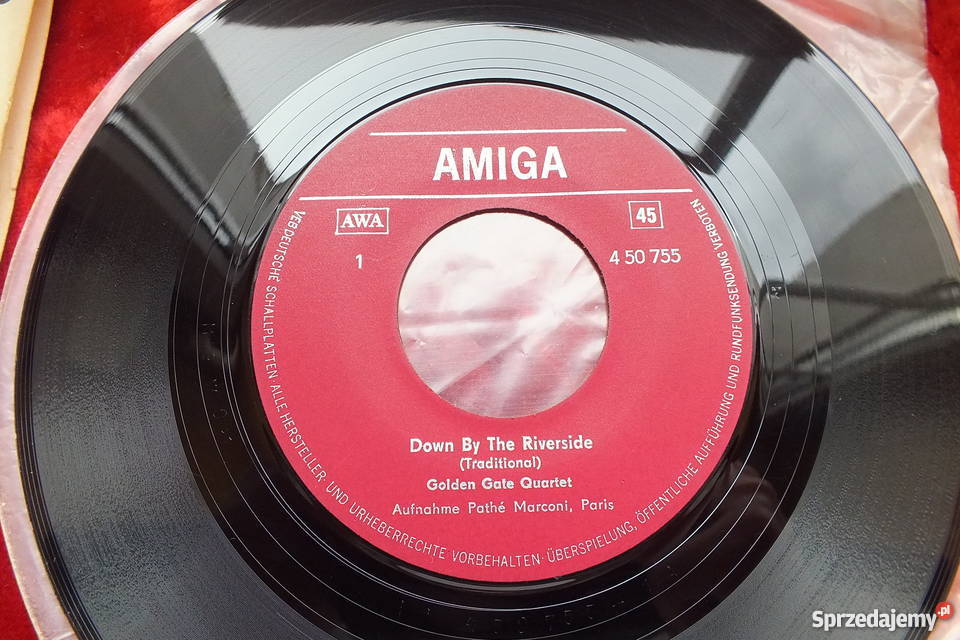 AMIGA
AWA
45
1
4 50 755
Down By The Riverside
(Traditional)
Golden Gate Quartet
Aufnahme Pathé Marconi, Paris
VEB DEUTSCHE SCHALLPLATTEN · ALLE HERSTELLER- UND URHEBERRECHTE VORBEHALTEN · ÜBERSPIELUNG, ÖFFENTLICHE AUFFÜHRUNG UND RUNDFUNKSENDUNG VERBOTEN
Sprzedajemy.pl